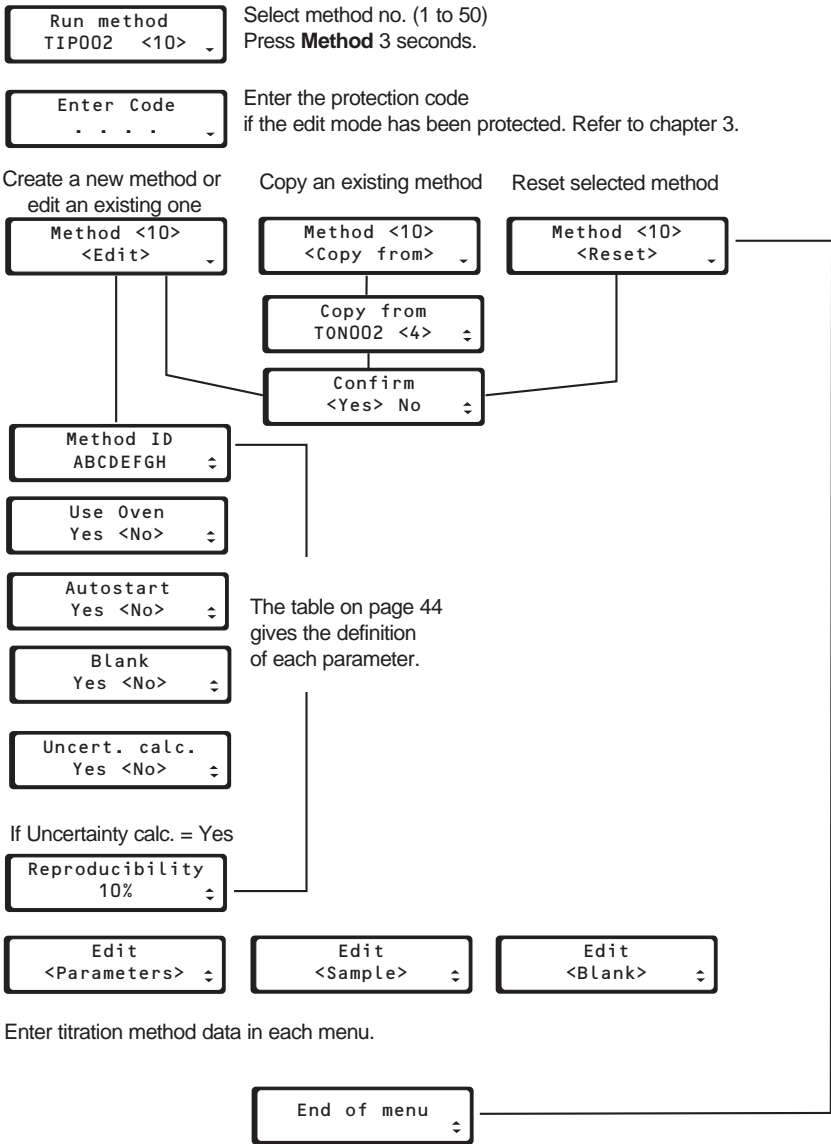 Run method
TIP002 <10>
Select method no. (1 to 50)
Press Method 3 seconds.
Enter Code
. . . .
Enter the protection code
if the edit mode has been protected. Refer to chapter 3.
Create a new method or
edit an existing one
Copy an existing method
Reset selected method
Method <10>
<Edit>
Method <10>
<Copy from>
Method <10>
<Reset>
Copy from
TON002 <4>
Confirm
<Yes> No
Method ID
ABCDEFGH
Use Oven
Yes <No>
Autostart
Yes <No>
The table on page 44
gives the definition
of each parameter.
Blank
Yes <No>
Uncert. calc.
Yes <No>
If Uncertainty calc. = Yes
Reproducibility
10%
Edit
<Parameters>
Edit
<Sample>
Edit
<Blank>
Enter titration method data in each menu.
End of menu